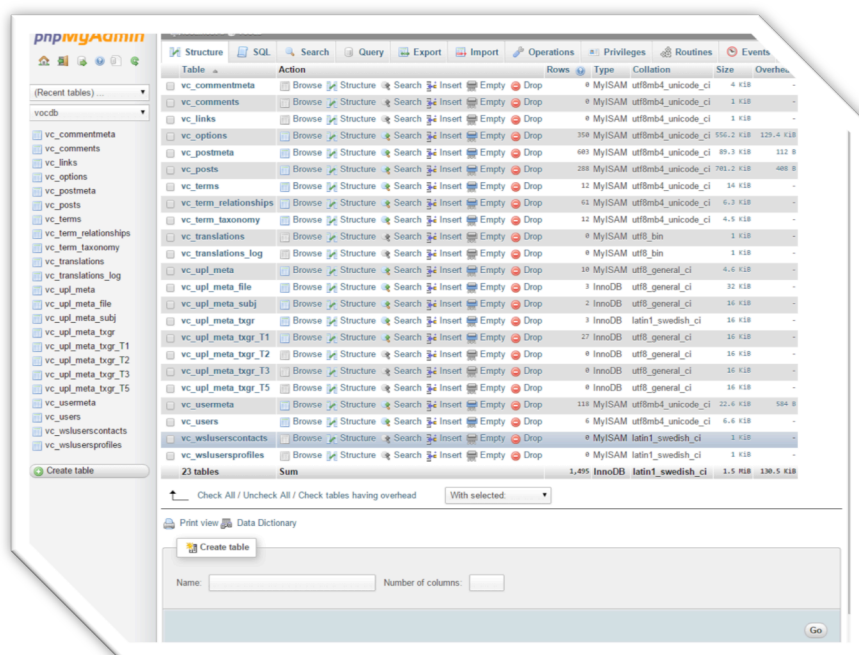 phpMyAdmin
(Recent tables) ...
vocdb
vc_commentmeta
vc_comments
vc_links
vc_options
vc_postmeta
vc_posts
vc_terms
vc_term_relationships
vc_term_taxonomy
vc_translations
vc_translations_log
vc_upl_meta
vc_upl_meta_file
vc_upl_meta_subj
vc_upl_meta_txgr
vc_upl_meta_txgr_T1
vc_upl_meta_txgr_T2
vc_upl_meta_txgr_T3
vc_upl_meta_txgr_T5
vc_usermeta
vc_users
vc_wsluserscontacts
vc_wslusersprofiles
Create table
Structure SQL Search Query Export Import Operations Privileges Routines Events
Table Action Rows Type Collation Size
vc_commentmeta Browse Structure Search Insert Empty Drop 0 MyISAM utf8mb4_unicode_ci 4 KiB -
vc_comments Browse Structure Search Insert Empty Drop 0 MyISAM utf8mb4_unicode_ci 1 KiB -
vc_links Browse Structure Search Insert Empty Drop 0 MyISAM utf8mb4_unicode_ci 1 KiB -
vc_options Browse Structure Search Insert Empty Drop 350 MyISAM utf8mb4_unicode_ci 556.2 KiB 129.4 KiB
vc_postmeta Browse Structure Search Insert Empty Drop 603 MyISAM utf8mb4_unicode_ci 89.3 KiB 112 B
vc_posts Browse Structure Search Insert Empty Drop 288 MyISAM utf8mb4_unicode_ci 701.2 KiB 408 B
vc_terms Browse Structure Search Insert Empty Drop 12 MyISAM utf8mb4_unicode_ci 14 KiB -
vc_term_relationships Browse Structure Search Insert Empty Drop 61 MyISAM utf8mb4_unicode_ci 6.3 KiB -
vc_term_taxonomy Browse Structure Search Insert Empty Drop 12 MyISAM utf8mb4_unicode_ci 4.5 KiB -
vc_translations Browse Structure Search Insert Empty Drop 0 MyISAM utf8_bin 1 KiB -
vc_translations_log Browse Structure Search Insert Empty Drop 0 MyISAM utf8_bin 1 KiB -
vc_upl_meta Browse Structure Search Insert Empty Drop 10 MyISAM utf8_general_ci 4.6 KiB -
vc_upl_meta_file Browse Structure Search Insert Empty Drop 3 InnoDB utf8_general_ci 32 KiB -
vc_upl_meta_subj Browse Structure Search Insert Empty Drop 2 InnoDB utf8_general_ci 16 KiB -
vc_upl_meta_txgr Browse Structure Search Insert Empty Drop 3 InnoDB latin1_swedish_ci 16 KiB -
vc_upl_meta_txgr_T1 Browse Structure Search Insert Empty Drop 27 InnoDB utf8_general_ci 16 KiB -
vc_upl_meta_txgr_T2 Browse Structure Search Insert Empty Drop 0 InnoDB utf8_general_ci 16 KiB -
vc_upl_meta_txgr_T3 Browse Structure Search Insert Empty Drop 0 InnoDB utf8_general_ci 16 KiB -
vc_upl_meta_txgr_T5 Browse Structure Search Insert Empty Drop 0 InnoDB utf8_general_ci 16 KiB -
vc_usermeta Browse Structure Search Insert Empty Drop 118 MyISAM utf8mb4_unicode_ci 22.6 KiB 584 B
vc_users Browse Structure Search Insert Empty Drop 6 MyISAM utf8mb4_unicode_ci 6.6 KiB -
vc_wsluserscontacts Browse Structure Search Insert Empty Drop 0 MyISAM latin1_swedish_ci 1 KiB -
vc_wslusersprofiles Browse Structure Search Insert Empty Drop 0 MyISAM latin1_swedish_ci 1 KiB -
23 tables Sum 1,495 InnoDB latin1_swedish_ci 1.5 MiB 130.5 KiB
Check All / Uncheck All / Check tables having overhead With selected:
Print view Data Dictionary
Create table
Name: Number of columns:
Go